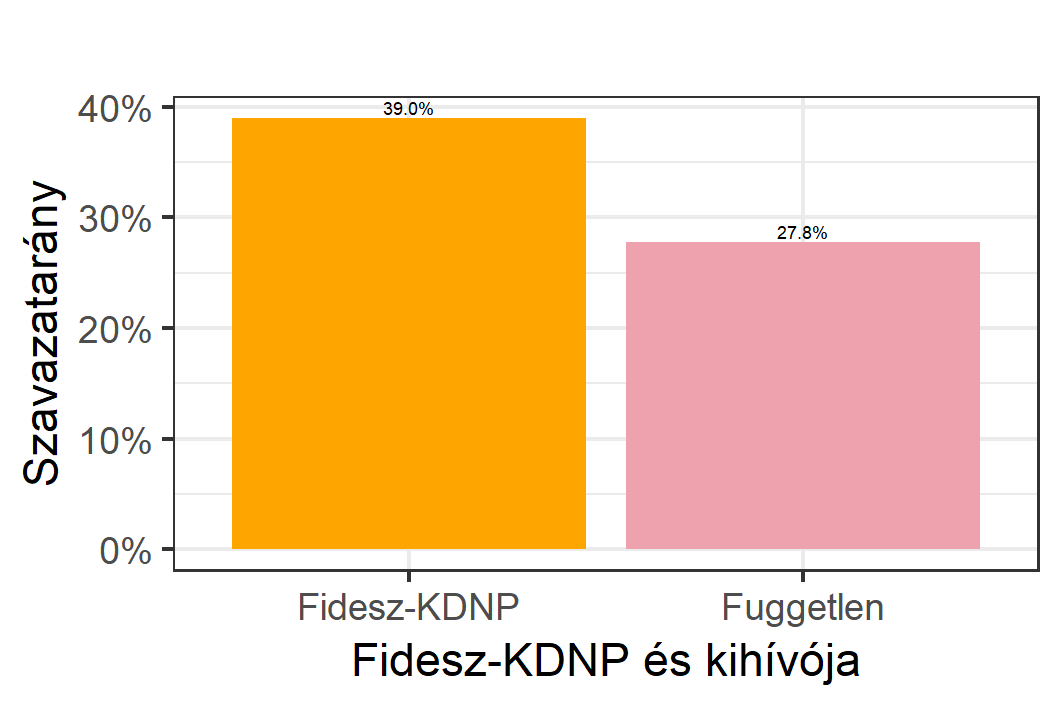 40%
30%
20%
10%
0%
Szavazatarány
39.0%
27.8%
Fidesz-KDNP
Fuggetlen
Fidesz-KDNP és kihívója